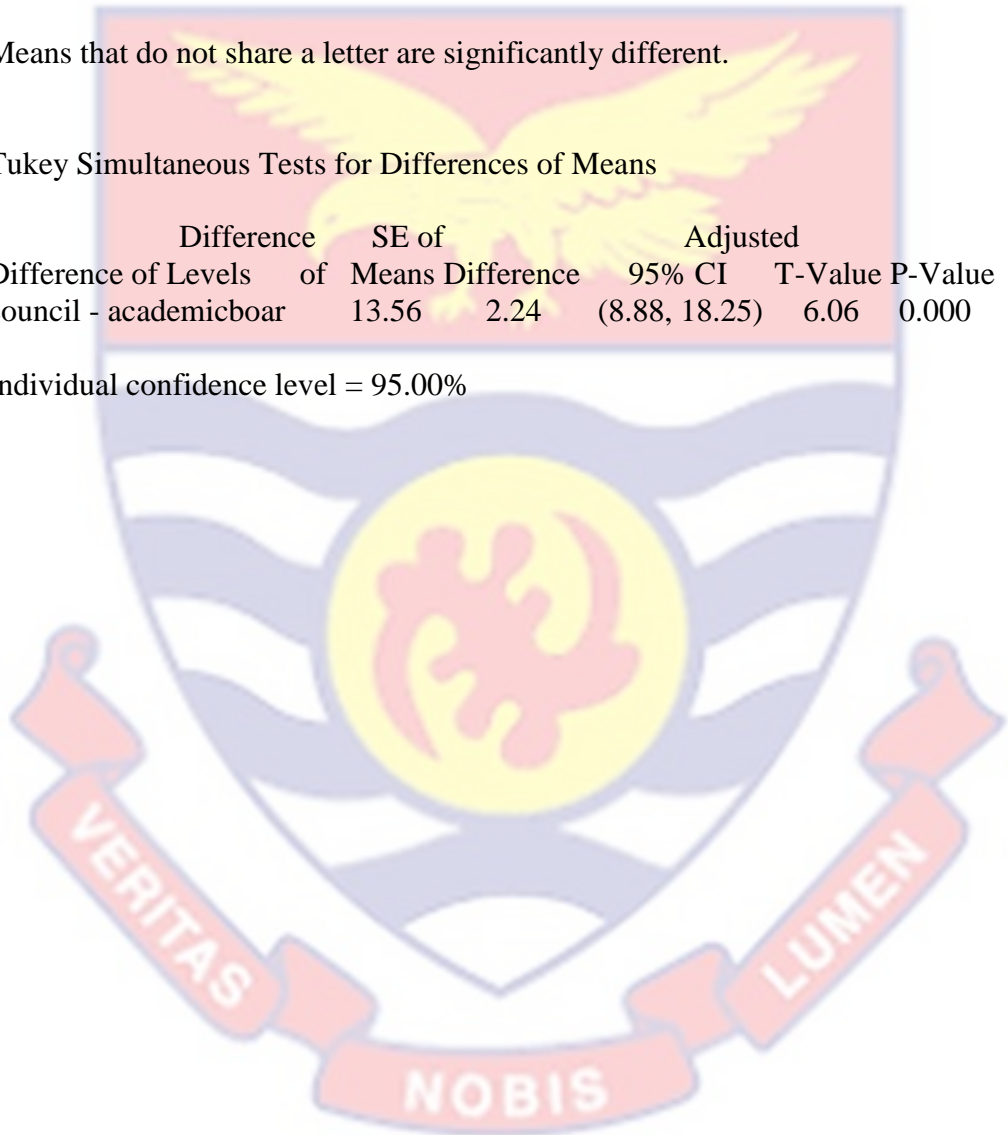 Means that do not share a letter are significantly different.
Tukey Simultaneous Tests for Differences of Means
Difference SE of Adjusted
Difference of Levels of Means Difference 95% CI T-Value P-Value
council - academicboar 13.56 2.24 (8.88, 18.25) 6.06 0.000
Individual confidence level = 95.00%
VERITAS
NOBIS
LUMEN